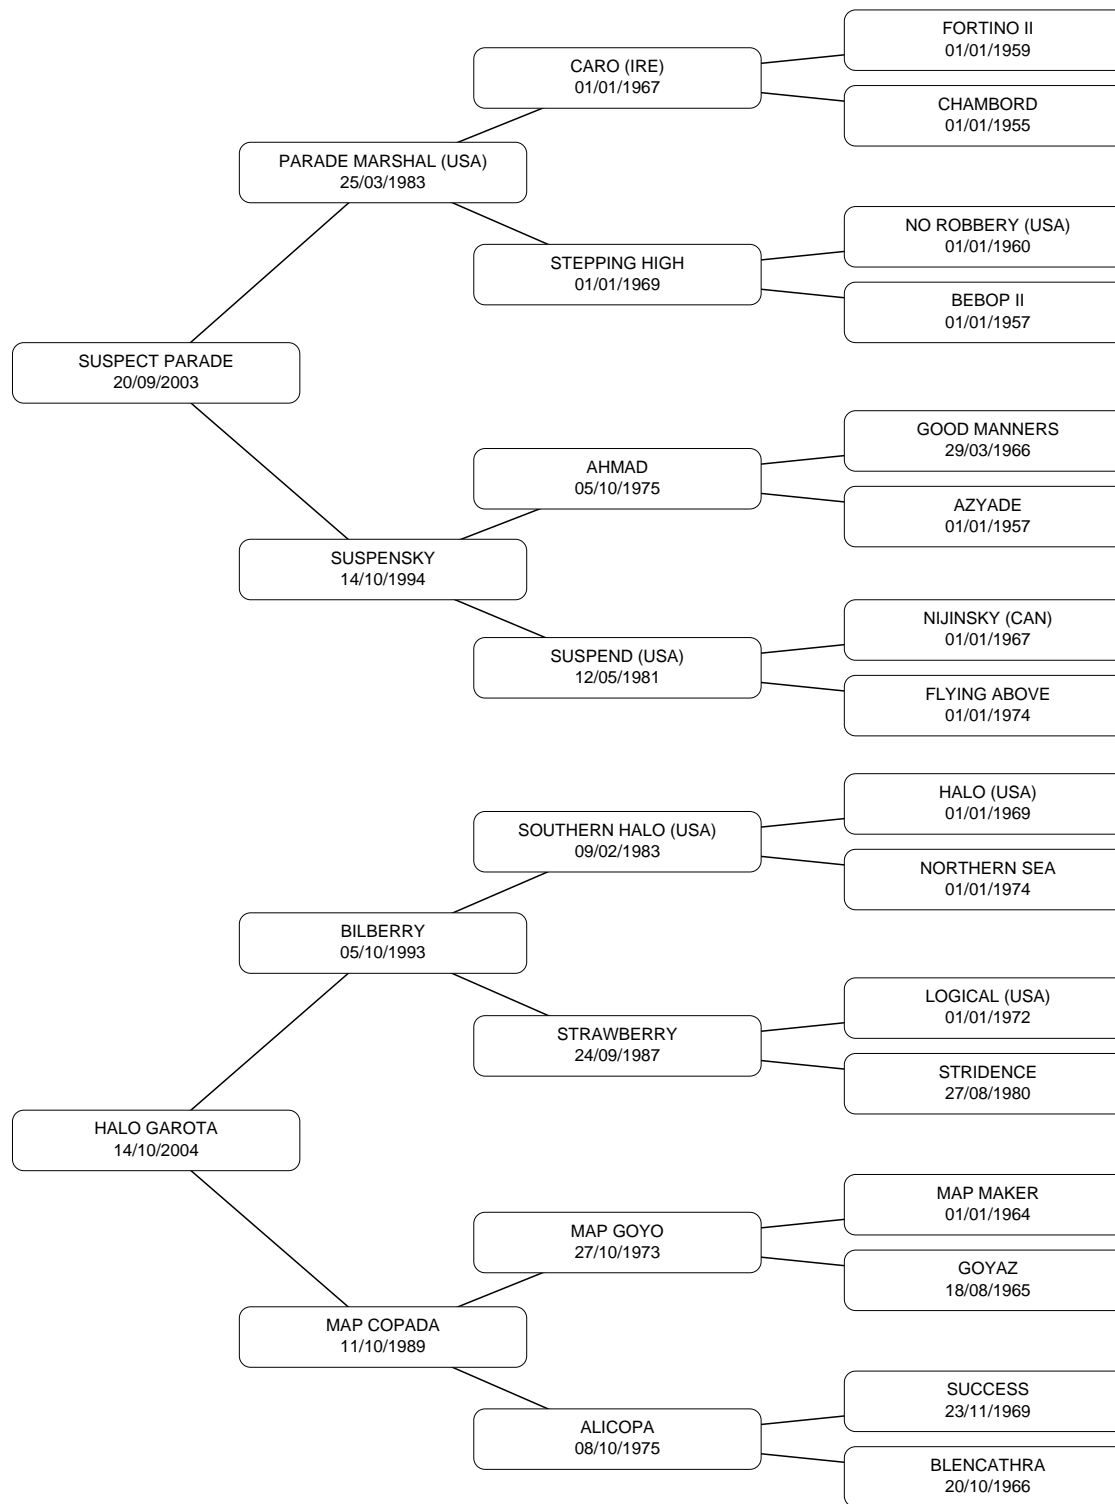 FORTINO II
01/01/1959
CARO (IRE)
01/01/1967
CHAMBORD
01/01/1955
PARADE MARSHAL (USA)
25/03/1983
NO ROBBERY (USA)
01/01/1960
STEPPING HIGH
01/01/1969
BEBOP II
01/01/1957
SUSPECT PARADE
20/09/2003
GOOD MANNERS
29/03/1966
AHMAD
05/10/1975
AZYADE
01/01/1957
SUSPENSKY
14/10/1994
NIJINSKY (CAN)
01/01/1967
SUSPEND (USA)
12/05/1981
FLYING ABOVE
01/01/1974
HALO (USA)
01/01/1969
SOUTHERN HALO (USA)
09/02/1983
NORTHERN SEA
01/01/1974
BILBERRY
05/10/1993
LOGICAL (USA)
01/01/1972
STRAWBERRY
24/09/1987
STRIDENCE
27/08/1980
HALO GAROTA
14/10/2004
MAP MAKER
01/01/1964
MAP GOYO
27/10/1973
GOYAZ
18/08/1965
MAP COPADA
11/10/1989
SUCCESS
23/11/1969
ALICOPA
08/10/1975
BLENCATHRA
20/10/1966